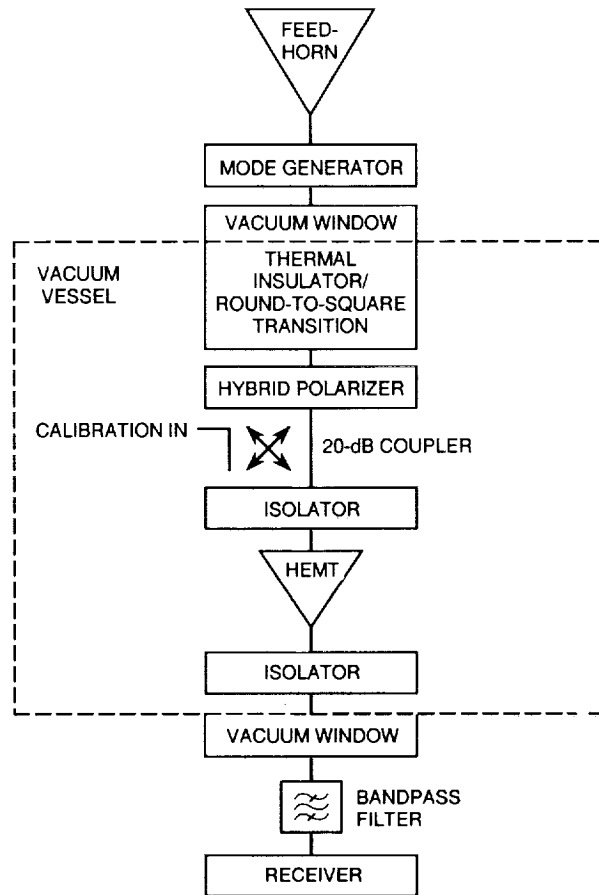 FEED-
HORN
MODE GENERATOR
VACUUM WINDOW
VACUUM
VESSEL
THERMAL
INSULATOR/
ROUND-TO-SQUARE
TRANSITION
HYBRID POLARIZER
CALIBRATION IN
20-dB COUPLER
ISOLATOR
HEMT
ISOLATOR
VACUUM WINDOW
BANDPASS
FILTER
RECEIVER